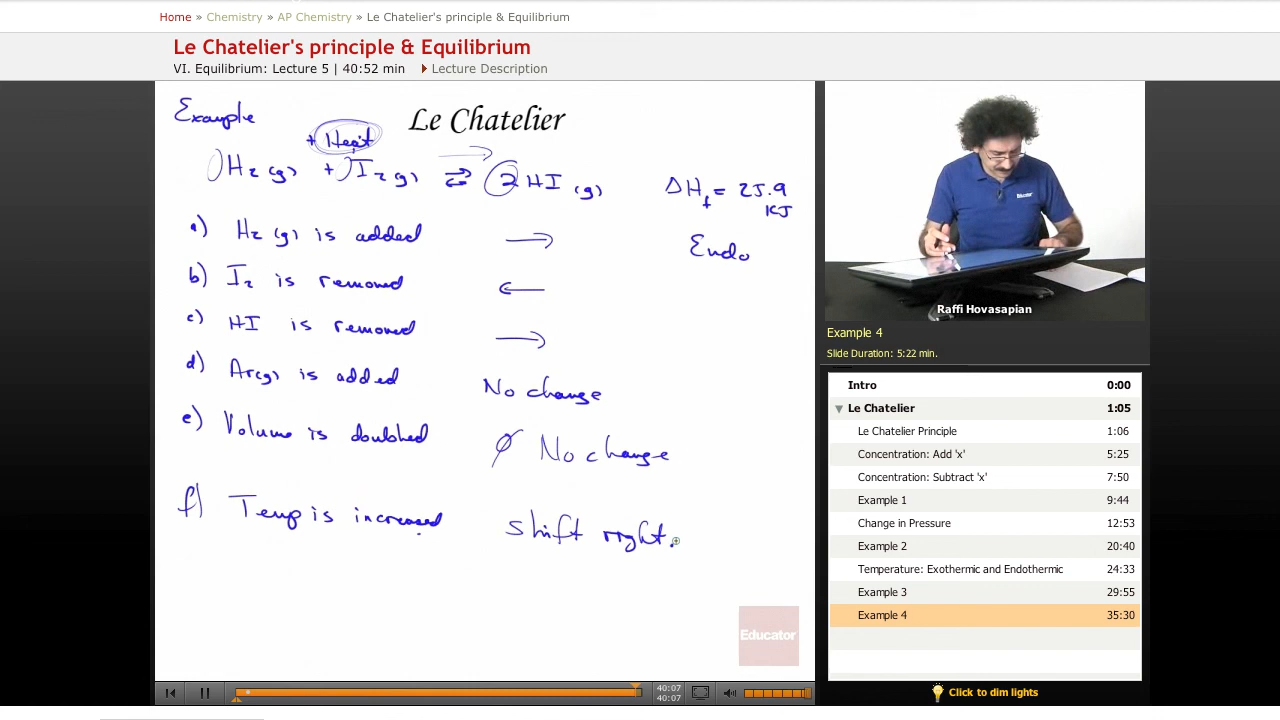 Home » Chemistry » AP Chemistry » Le Chatelier's principle & Equilibrium
Le Chatelier's principle & Equilibrium
VI. Equilibrium: Lecture 5 | 40:52 min Lecture Description
Example
Le Chatelier
+ Heat
H₂(g) + I₂(g) ⇄ 2HI(g) ΔHf = 25.9
KJ
a) H₂(g) is added →
Endo
b) I₂ is removed ←
c) HI is removed →
d) Ar(g) is added No change
e) Volume is doubled ∅ No change
f) Temp is increased shift right.
Educator
Educator
Raffi Hovasapian
Example 4
Slide Duration: 5:22 min.
Intro 0:00
Le Chatelier 1:05
Le Chatelier Principle 1:06
Concentration: Add 'x' 5:25
Concentration: Subtract 'x' 7:50
Example 1 9:44
Change in Pressure 12:53
Example 2 20:40
Temperature: Exothermic and Endothermic 24:33
Example 3 29:55
Example 4 35:30
40:07
40:07
Click to dim lights